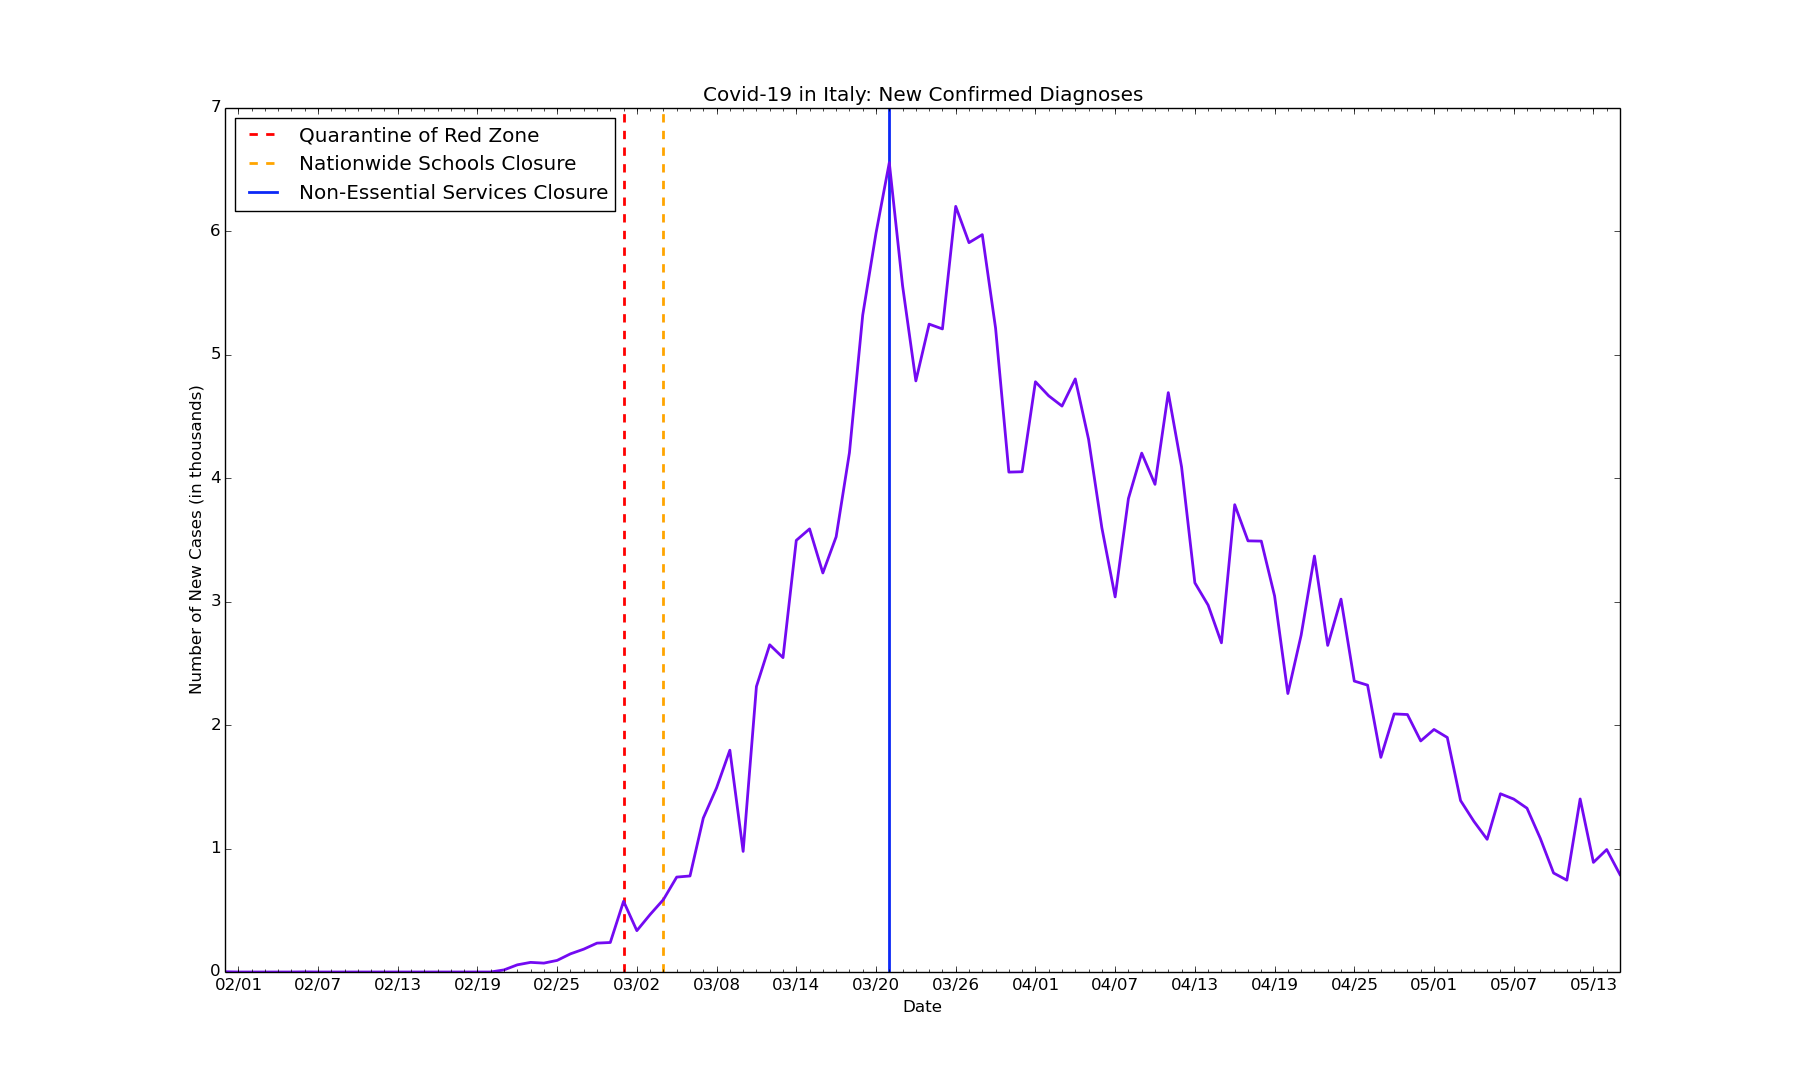 Covid-19 in Italy: New Confirmed Diagnoses
Quarantine of Red Zone
Nationwide Schools Closure
Non-Essential Services Closure
Number of New Cases (in thousands)
7
6
5
4
3
2
1
0
02/01 02/07 02/13 02/19 02/25 03/02 03/08 03/14 03/20 03/26 04/01 04/07 04/13 04/19 04/25 05/01 05/07 05/13
Date